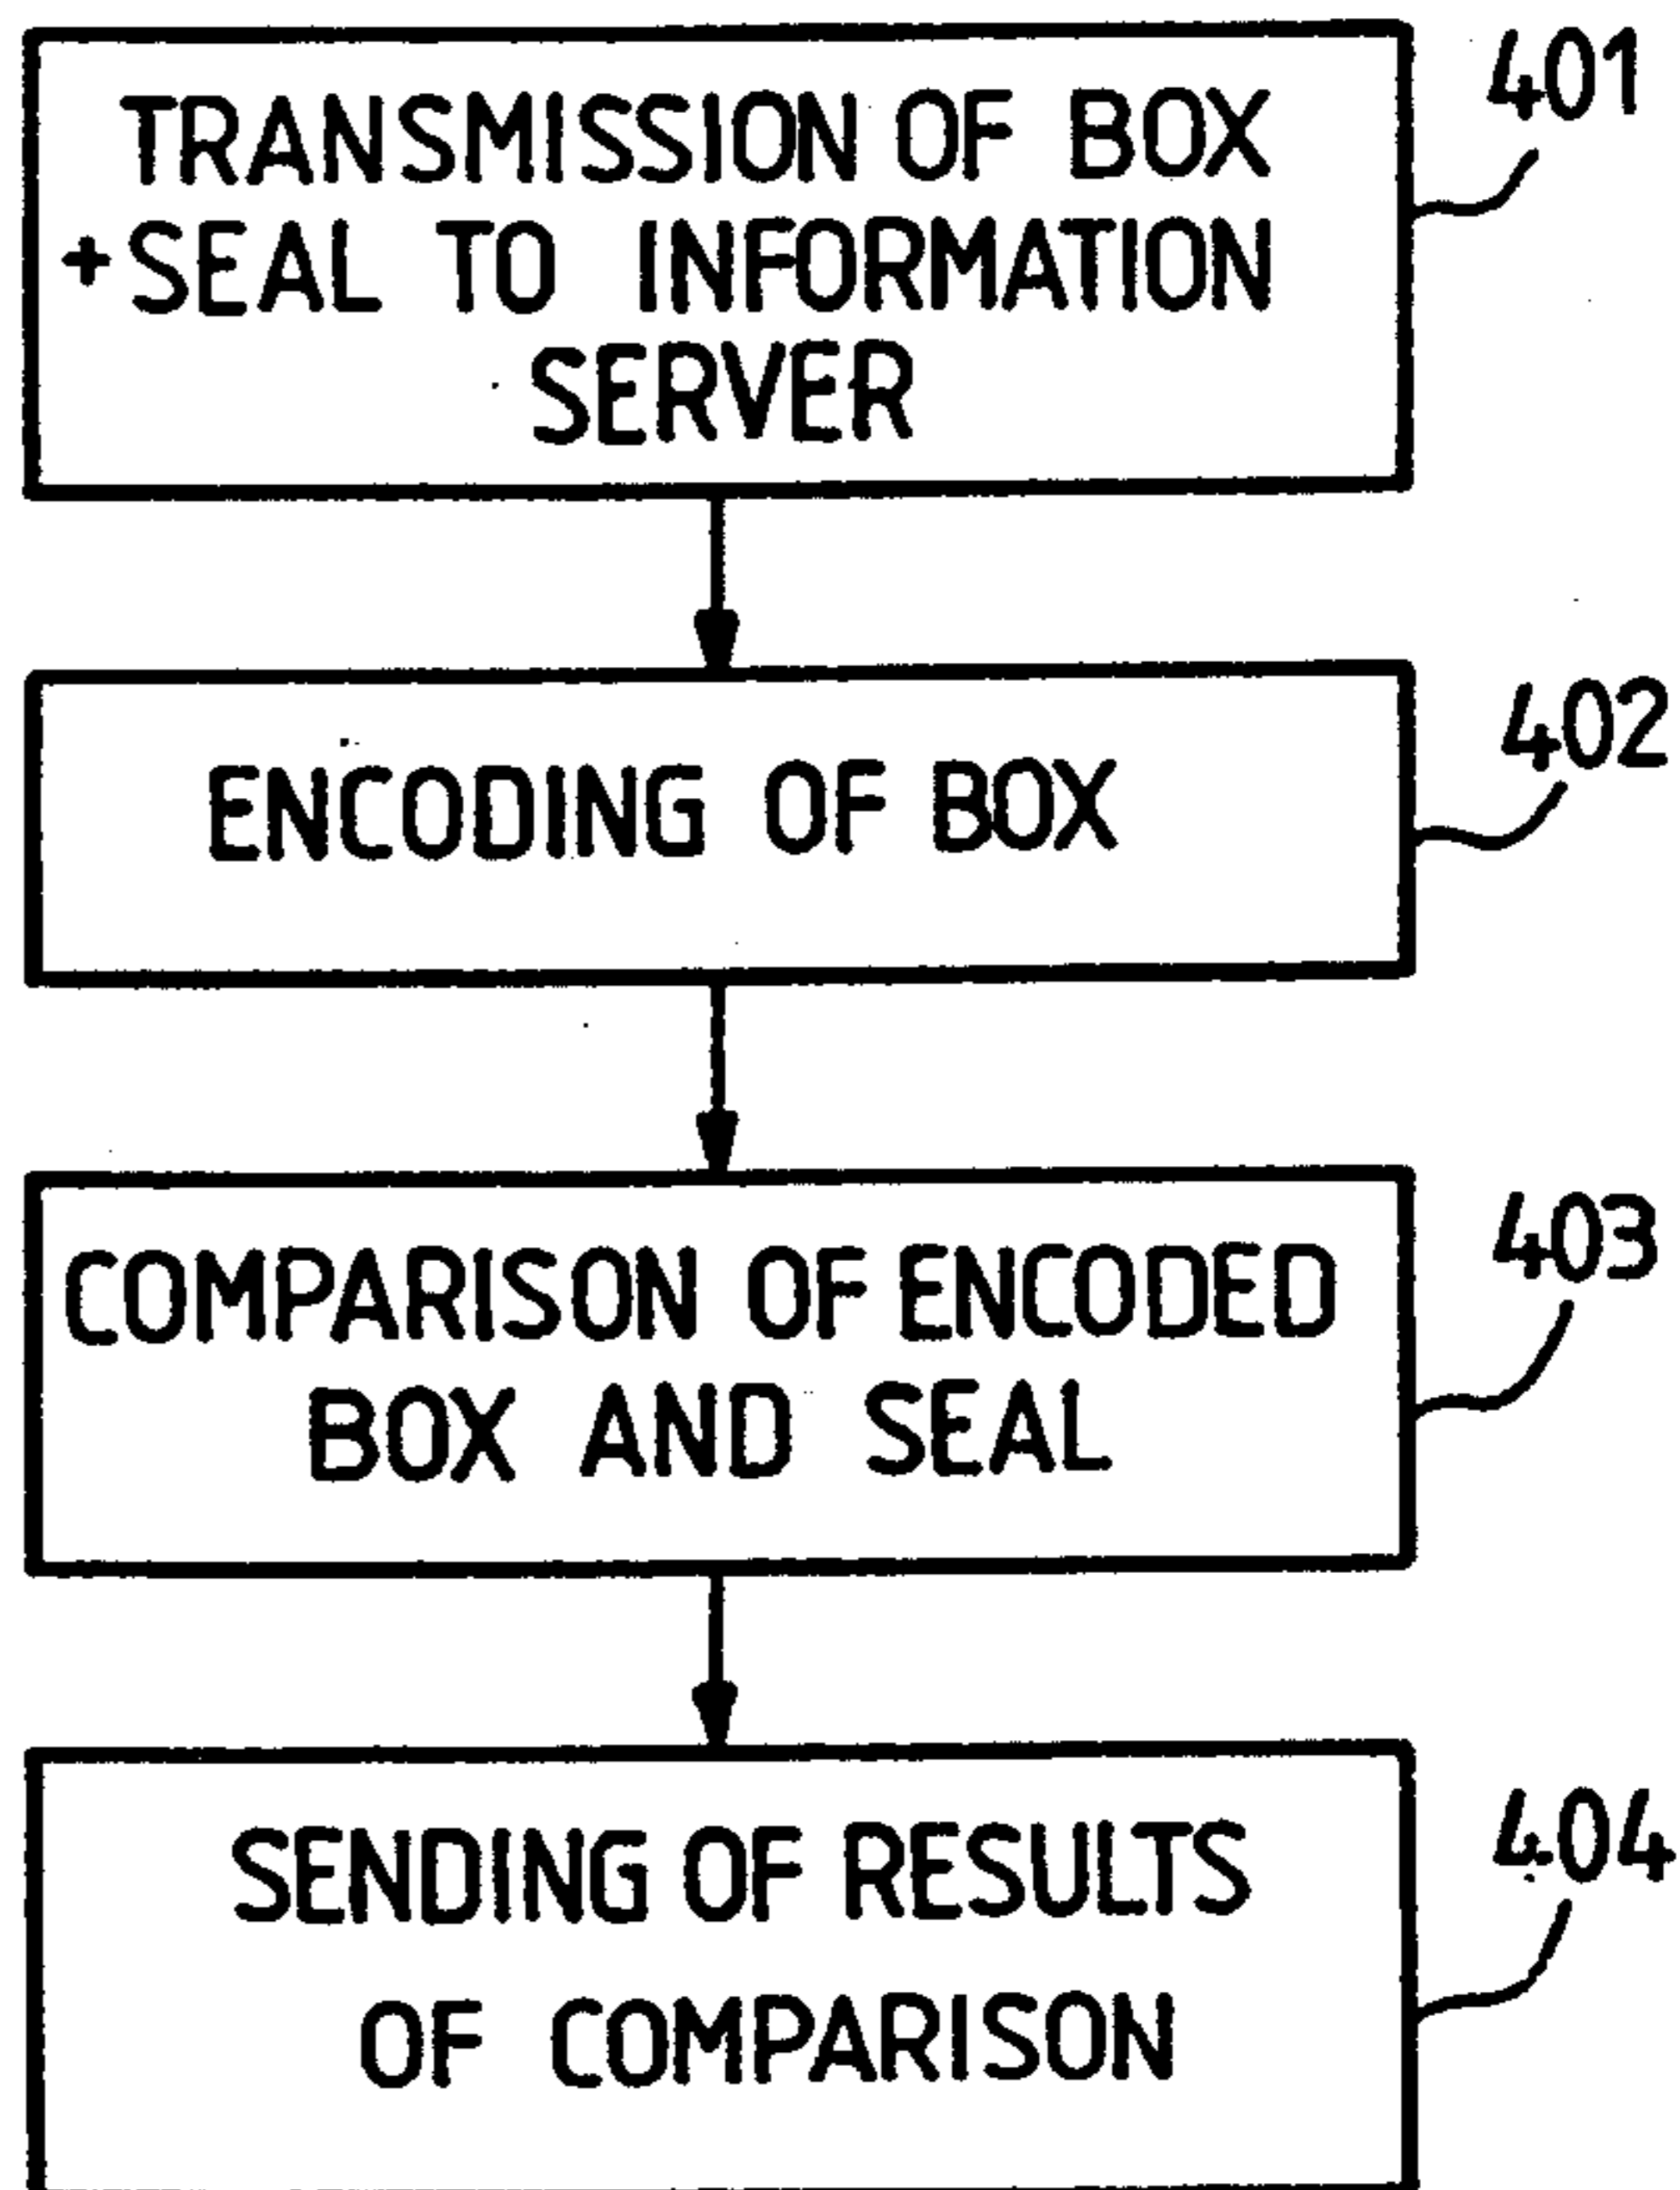 401
TRANSMISSION OF BOX
+SEAL TO INFORMATION
SERVER
402
ENCODING OF BOX
403
COMPARISON OF ENCODED
BOX AND SEAL
404
SENDING OF RESULTS
OF COMPARISON